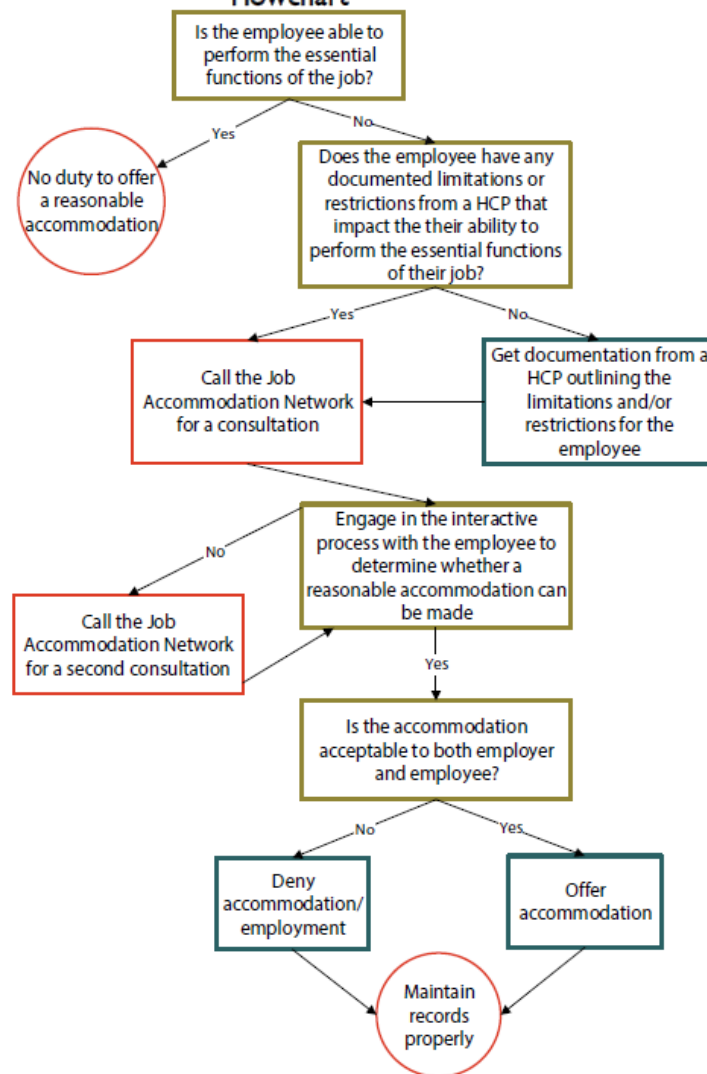 Flowchart
Is the employee able to
perform the essential
functions of the job?
Yes
No
No duty to offer
a reasonable
accommodation
Does the employee have any
documented limitations or
restrictions from a HCP that
impact the their ability to
perform the essential functions
of their job?
Yes
No
Call the Job
Accommodation Network
for a consultation
Get documentation from a
HCP outlining the
limitations and/or
restrictions for the
employee
Engage in the interactive
process with the employee to
determine whether a
reasonable accommodation can
be made
No
Call the Job
Accommodation Network
for a second consultation
Yes
Is the accommodation
acceptable to both employer
and employee?
No
Yes
Deny
accommodation/
employment
Offer
accommodation
Maintain
records
properly